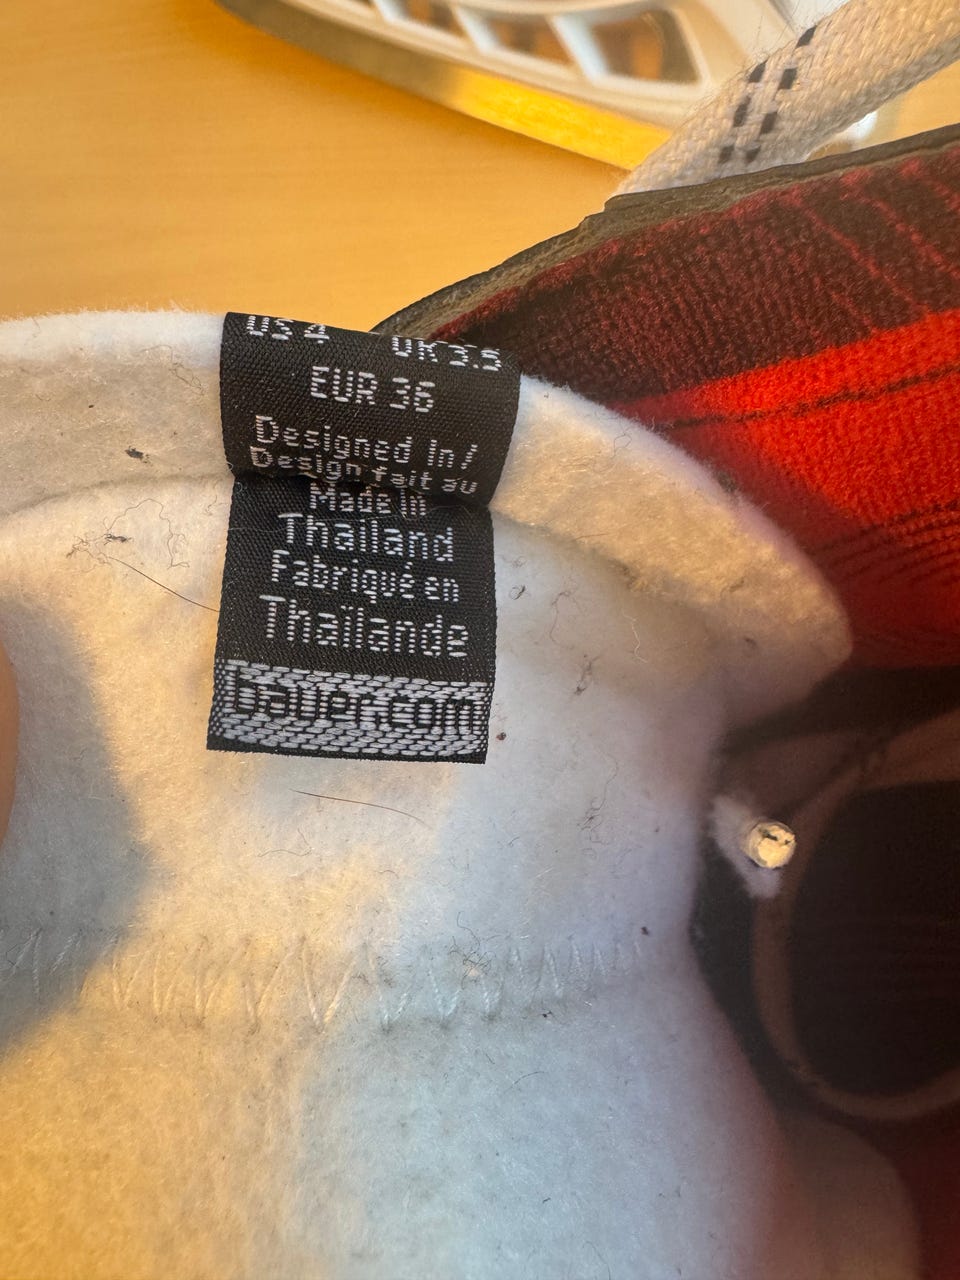 US 4 UK 3.5
EUR 36
Designed in /
Design fait au
Made in
Thailand
Fabriqué en
Thaïlande
bauer.com